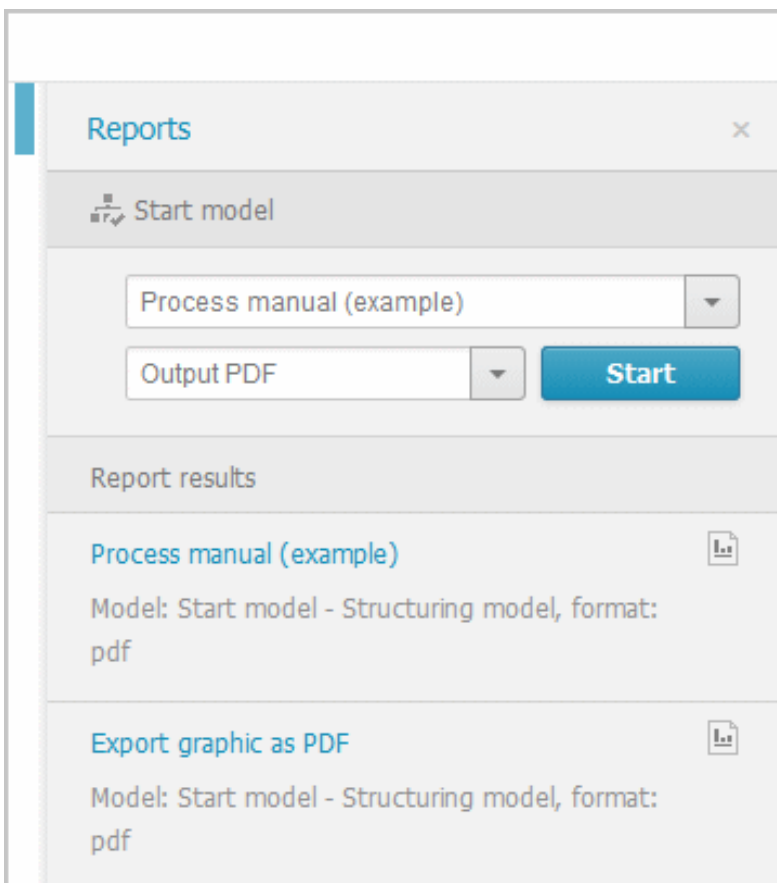 Reports
Start model
Process manual (example)
Output PDF
Start
Report results
Process manual (example)
Model: Start model - Structuring model, format:
pdf
Export graphic as PDF
Model: Start model - Structuring model, format:
pdf